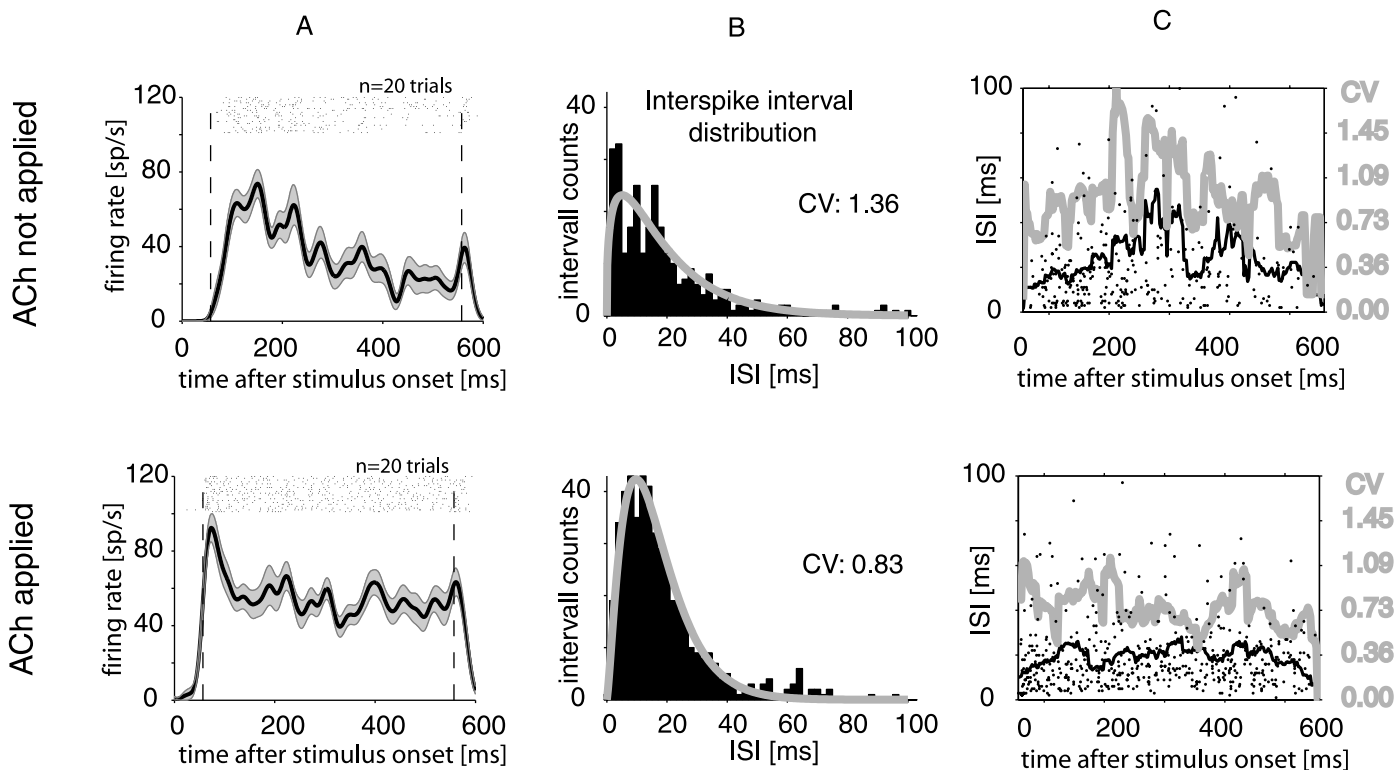 A
B
C
ACh not applied
n=20 trials
firing rate [sp/s]
120
80
40
0
0 200 400 600
time after stimulus onset [ms]
Interspike interval
distribution
CV: 1.36
intervall counts
40
0
0 20 40 60 80 100
ISI [ms]
100
ISI [ms]
0
CV
1.45
1.09
0.73
0.36
0.00
0 200 400 600
time after stimulus onset [ms]
ACh applied
n=20 trials
firing rate [sp/s]
120
80
40
0
0 200 400 600
time after stimulus onset [ms]
CV: 0.83
intervall counts
40
0
0 20 40 60 80 100
ISI [ms]
100
ISI [ms]
0
CV
1.45
1.09
0.73
0.36
0.00
0 200 400 600
time after stimulus onset [ms]